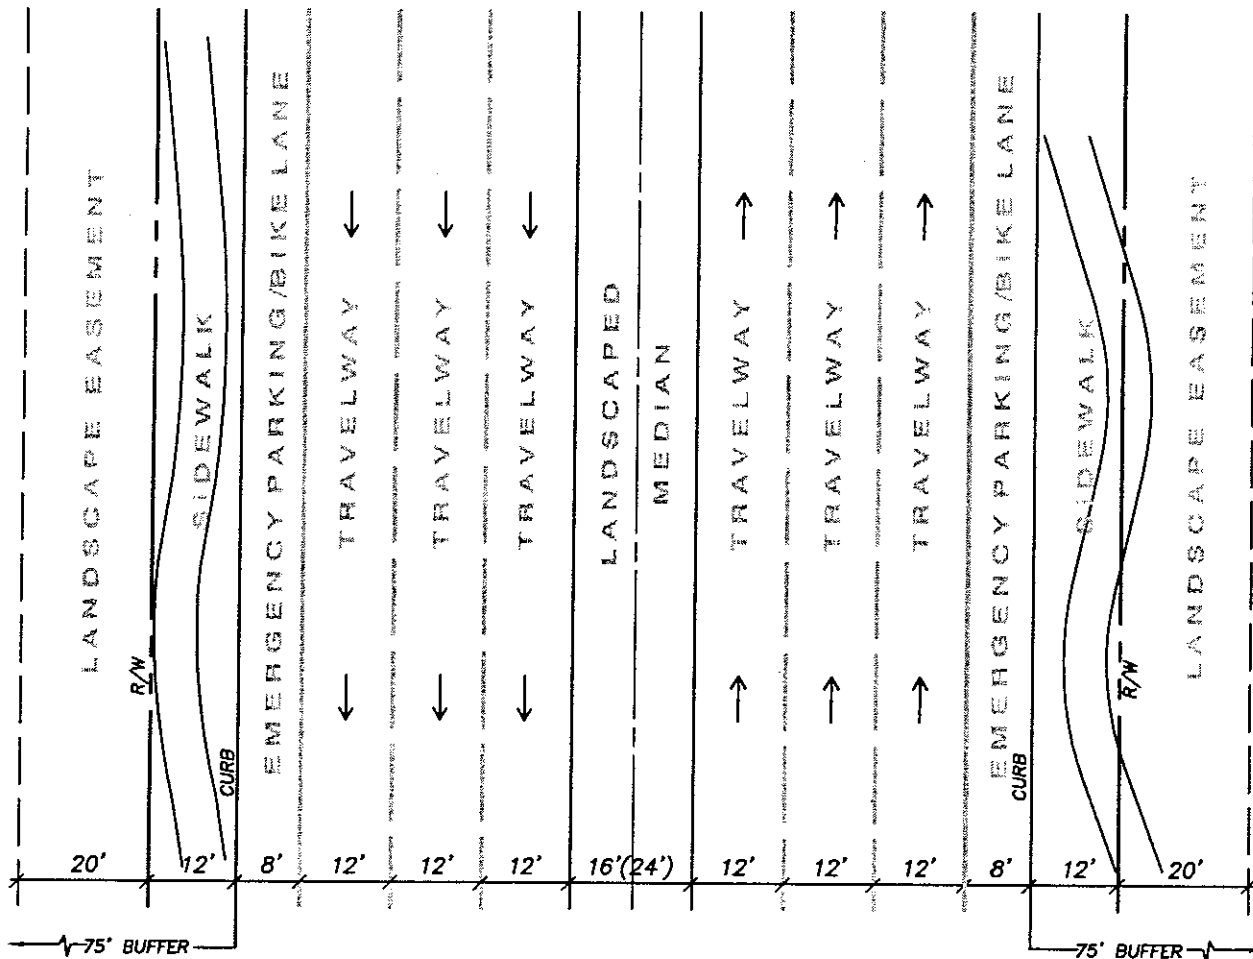 LANDSCAPE EASEMENT
R/W
SIDEWALK
CURB
EMERGENCY PARKING/BIKE LANE
TRAVELWAY
TRAVELWAY
TRAVELWAY
LANDSCAPED
MEDIAN
TRAVELWAY
TRAVELWAY
TRAVELWAY
EMERGENCY PARKING/BIKE LANE
CURB
SIDEWALK
R/W
LANDSCAPE EASEMENT
20' 12' 8' 12' 12' 12' 16'(24') 12' 12' 12' 8' 12' 20'
75' BUFFER 75' BUFFER